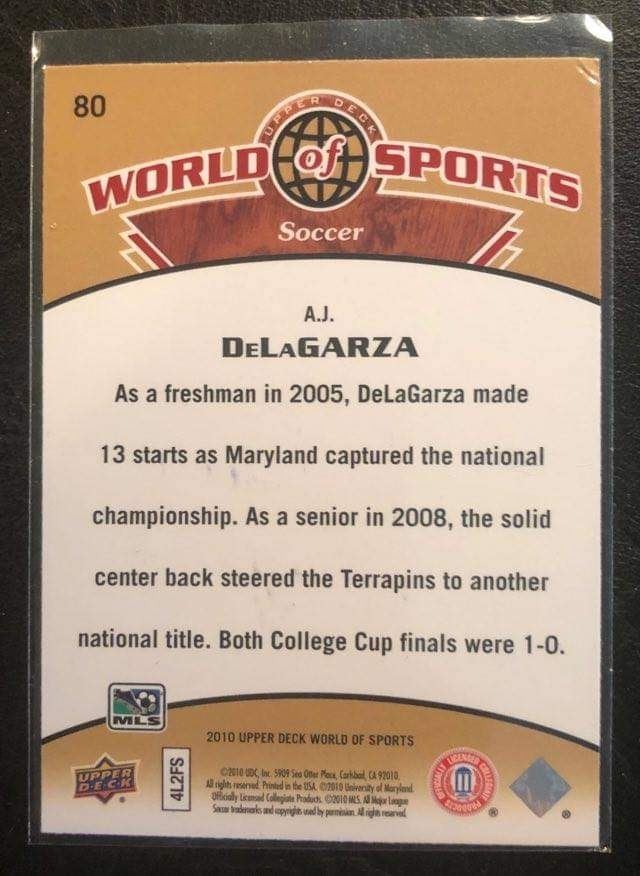 80
UPPER DECK
WORLD of SPORTS
Soccer
A.J.
DELAGARZA
As a freshman in 2005, DeLaGarza made
13 starts as Maryland captured the national
championship. As a senior in 2008, the solid
center back steered the Terrapins to another
national title. Both College Cup finals were 1-0.
MLS
2010 UPPER DECK WORLD OF SPORTS
UPPER
D·E·C·K
4L2FS
©2010 UDC, Inc. 5909 Sea Otter Place, Carlsbad, CA 92010.
All rights reserved. Printed in the USA. ©2010 University of Maryland.
Officially Licensed Collegiate Products. ©2010 MLS. All Major League
Soccer trademarks and copyrights used by permission. All rights reserved.
OFFICIALLY LICENSED COLLEGIATE PRODUCTS
®
®